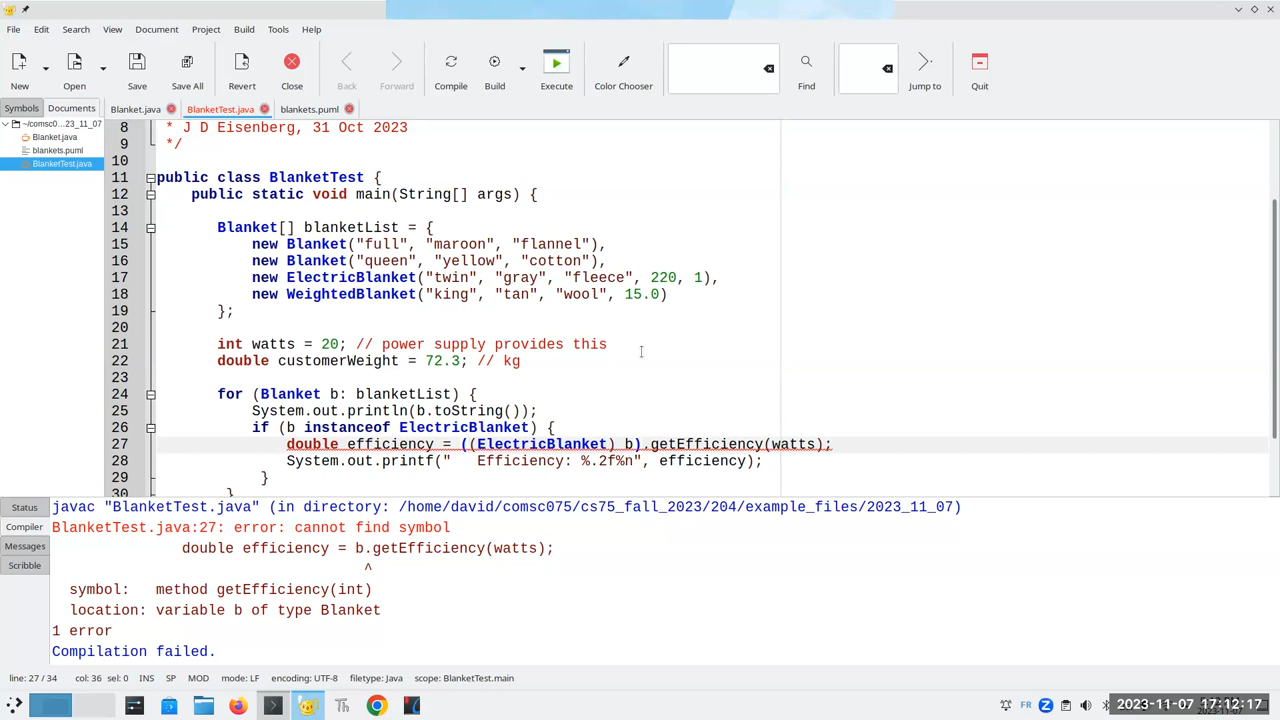 File Edit Search View Document Project Build Tools Help
New Open Save Save All Revert Close Back Forward Compile Build Execute Color Chooser Find Jump to Quit
Symbols Documents Blanket.java BlanketTest.java blankets.puml
~/comsc0...23_11_07
Blanket.java
blankets.puml
BlanketTest.java
8 * J D Eisenberg, 31 Oct 2023
9 */
10
11 public class BlanketTest {
12 public static void main(String[] args) {
13
14 Blanket[] blanketList = {
15 new Blanket("full", "maroon", "flannel"),
16 new Blanket("queen", "yellow", "cotton"),
17 new ElectricBlanket("twin", "gray", "fleece", 220, 1),
18 new WeightedBlanket("king", "tan", "wool", 15.0)
19 };
20
21 int watts = 20; // power supply provides this
22 double customerWeight = 72.3; // kg
23
24 for (Blanket b: blanketList) {
25 System.out.println(b.toString());
26 if (b instanceof ElectricBlanket) {
27 double efficiency = ((ElectricBlanket) b).getEfficiency(watts);
28 System.out.printf("   Efficiency: %.2f%n", efficiency);
29 }
30 }
Status
Compiler
Messages
Scribble
javac "BlanketTest.java" (in directory: /home/david/comsc075/cs75_fall_2023/204/example_files/2023_11_07)
BlanketTest.java:27: error: cannot find symbol
double efficiency = b.getEfficiency(watts);
^
symbol:   method getEfficiency(int)
location: variable b of type Blanket
1 error
Compilation failed.
line: 27 / 34 col: 36 sel: 0 INS SP MOD mode: LF encoding: UTF-8 filetype: Java scope: BlanketTest.main
Th FR Z 2023-11-07 17:12:17